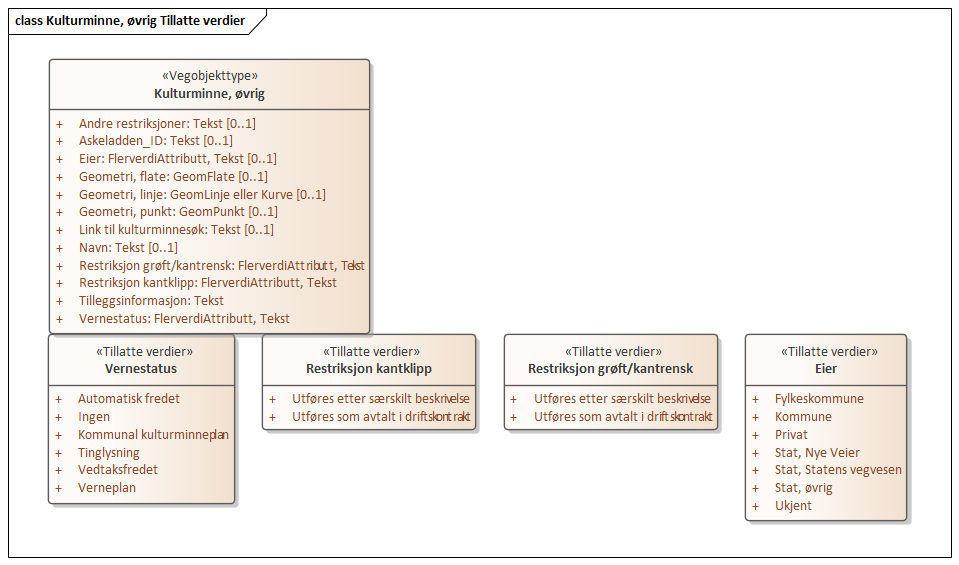 class Kulturminne, øvrig Tillatte verdier
«Vegobjekttype»
Kulturminne, øvrig
+ Andre restriksjoner: Tekst [0..1]
+ Askeladden_ID: Tekst [0..1]
+ Eier: FlerverdiAttributt, Tekst [0..1]
+ Geometri, flate: GeomFlate [0..1]
+ Geometri, linje: GeomLinje eller Kurve [0..1]
+ Geometri, punkt: GeomPunkt [0..1]
+ Link til kulturminnesøk: Tekst [0..1]
+ Navn: Tekst [0..1]
+ Restriksjon grøft/kantrensk: FlerverdiAttributt, Tekst
+ Restriksjon kantklipp: FlerverdiAttributt, Tekst
+ Tilleggsinformasjon: Tekst
+ Vernestatus: FlerverdiAttributt, Tekst
«Tillatte verdier»
Vernestatus
+ Automatisk fredet
+ Ingen
+ Kommunal kulturminneplan
+ Tinglysning
+ Vedtaksfredet
+ Verneplan
«Tillatte verdier»
Restriksjon kantklipp
+ Utføres etter særskilt beskrivelse
+ Utføres som avtalt i driftskontrakt
«Tillatte verdier»
Restriksjon grøft/kantrensk
+ Utføres etter særskilt beskrivelse
+ Utføres som avtalt i driftskontrakt
«Tillatte verdier»
Eier
+ Fylkeskommune
+ Kommune
+ Privat
+ Stat, Nye Veier
+ Stat, Statens vegvesen
+ Stat, øvrig
+ Ukjent